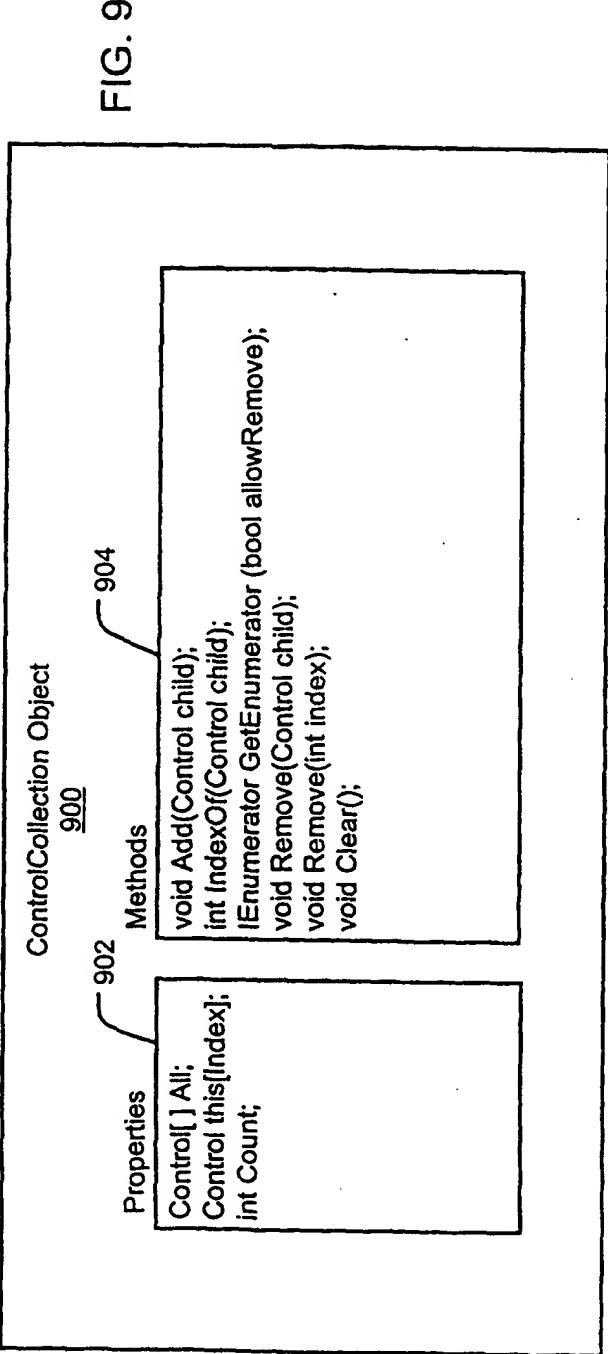 ControlCollection Object
900
Properties
902
Control[ ] All;
Control this[Index];
int Count;
Methods
904
void Add(Control child);
int IndexOf(Control child);
IEnumerator GetEnumerator (bool allowRemove);
void Remove(Control child);
void Remove(int index);
void Clear();
FIG. 9